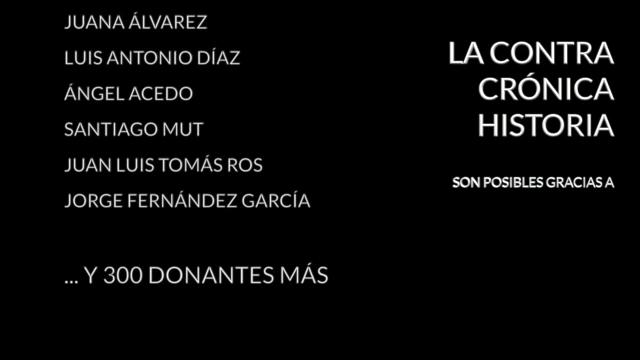 JUANA ÁLVAREZ
LUIS ANTONIO DÍAZ
ÁNGEL ACEDO
SANTIAGO MUT
JUAN LUIS TOMÁS ROS
JORGE FERNÁNDEZ GARCÍA
... Y 300 DONANTES MÁS
LA CONTRA
CRÓNICA
HISTORIA
SON POSIBLES GRACIAS A